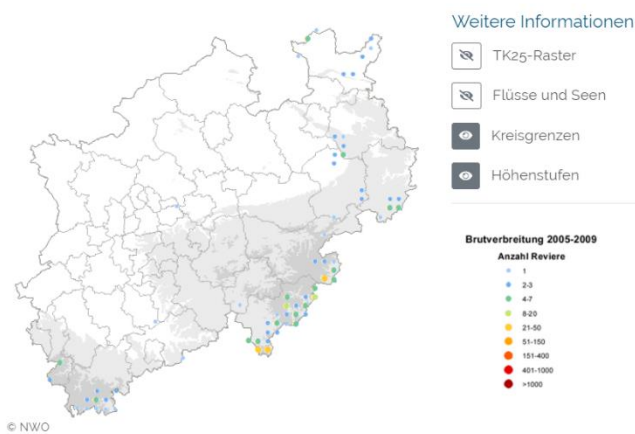 Weitere Informationen
TK25-Raster
Flüsse und Seen
Kreisgrenzen
Höhenstufen
Brutverbreitung 2005-2009
Anzahl Reviere
1
2-3
4-7
8-20
21-50
51-150
151-400
401-1000
>1000
© NWO